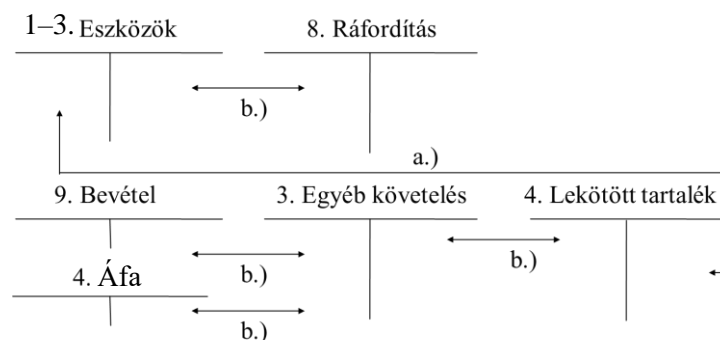 1–3. Eszközök
8. Ráfordítás
b.)
a.)
9. Bevétel
3. Egyéb követelés
4. Lekötött tartalék
b.)
b.)
4. Áfa
b.)